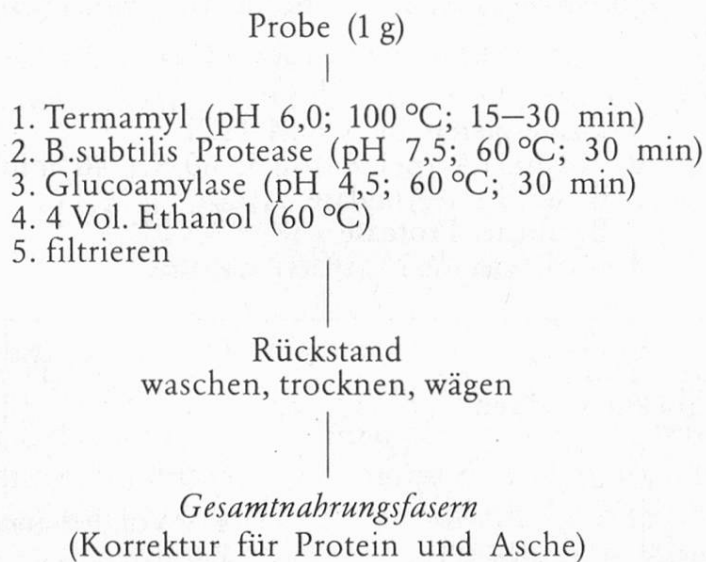 Probe (1 g)
1. Termamyl (pH 6,0; 100 °C; 15—30 min)
2. B.subtilis Protease (pH 7,5; 60 °C; 30 min)
3. Glucoamylase (pH 4,5; 60 °C; 30 min)
4. 4 Vol. Ethanol (60 °C)
5. filtrieren
Rückstand
waschen, trocknen, wägen
Gesamtnahrungsfasern
(Korrektur für Protein und Asche)